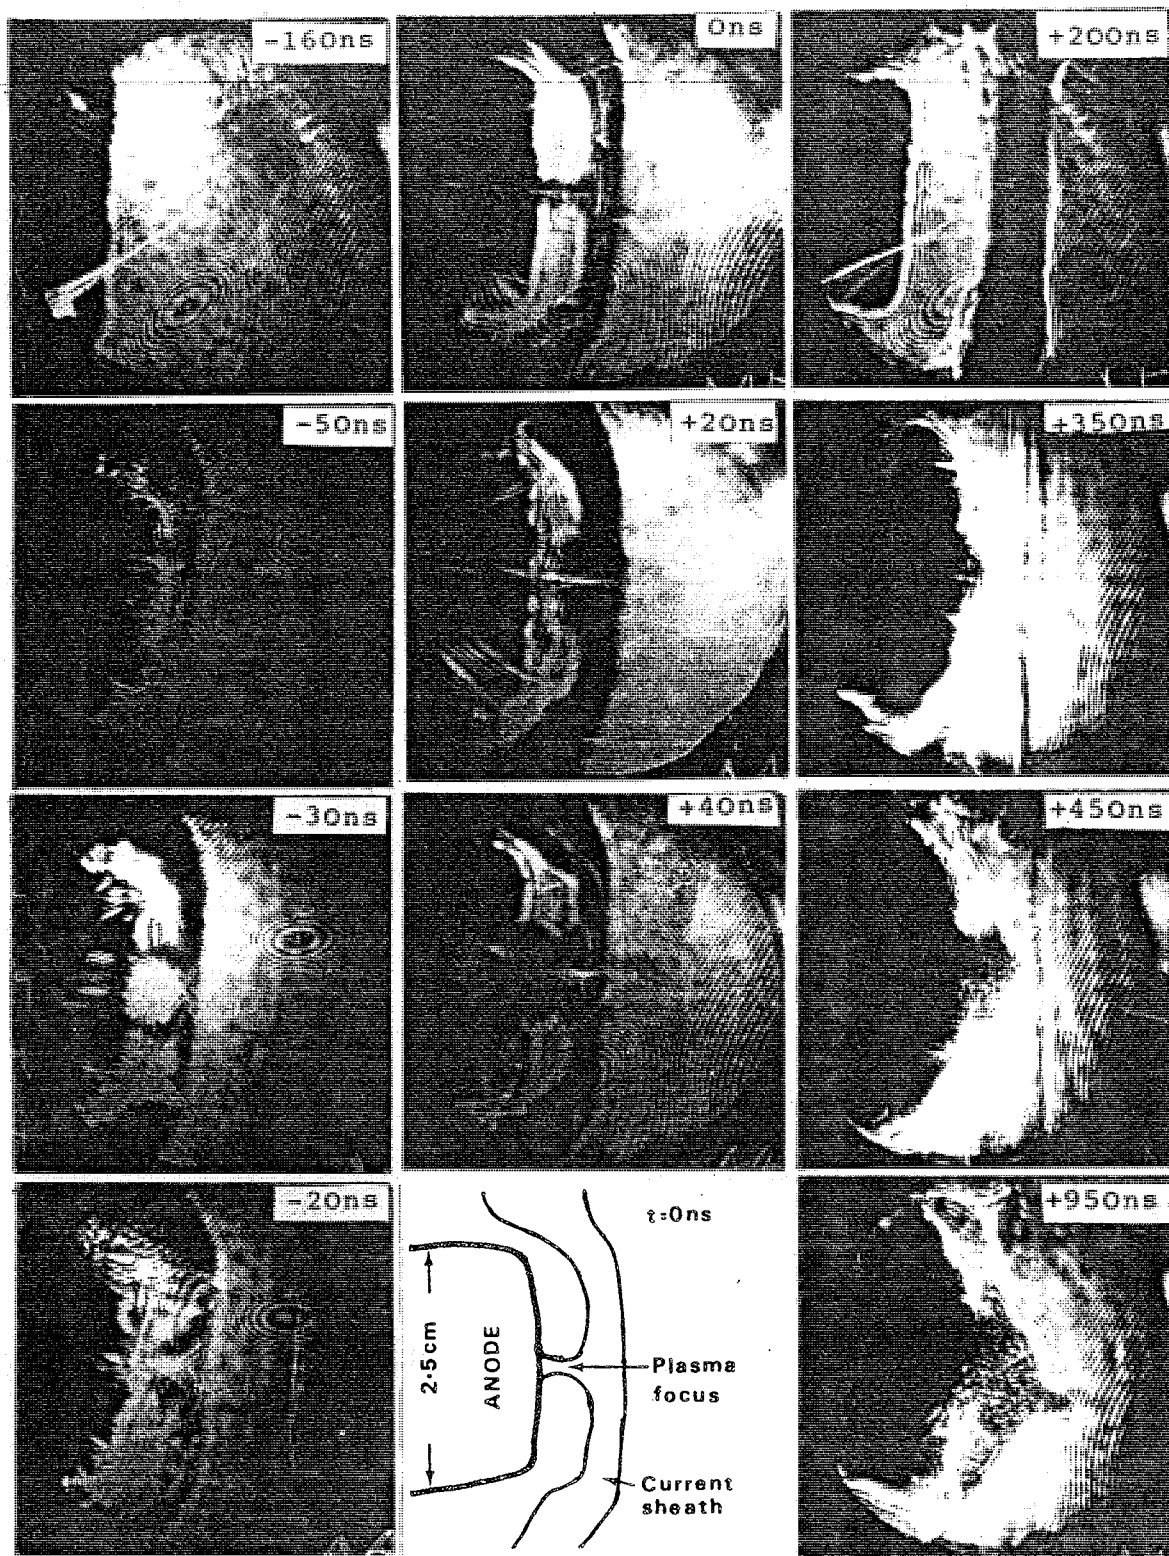 -160ns
0ns
+200ns
-50ns
+20ns
+350ns
-30ns
+40ns
+450ns
-20ns
t=0ns
2.5cm
ANODE
Plasma
focus
Current
sheath
+950ns